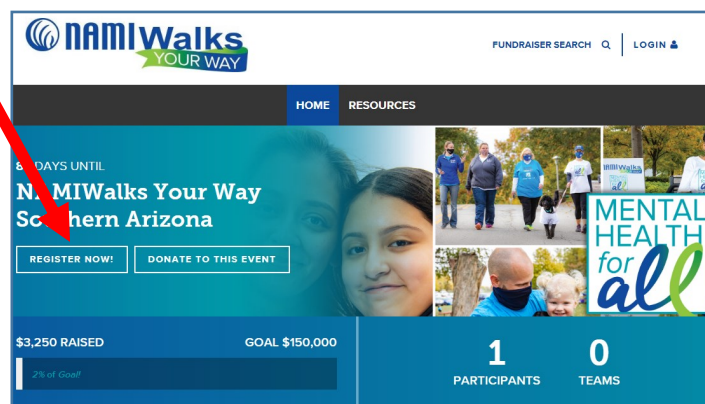 NAMIWalks
YOUR WAY
FUNDRAISER SEARCH
LOGIN
HOME RESOURCES
DAYS UNTIL
NAMIWalks Your Way
Southern Arizona
REGISTER NOW! DONATE TO THIS EVENT
NAMIWalks
MENTAL
HEALTH
for
all
$3,250 RAISED GOAL $150,000
2% of Goal!
1 0
PARTICIPANTS TEAMS